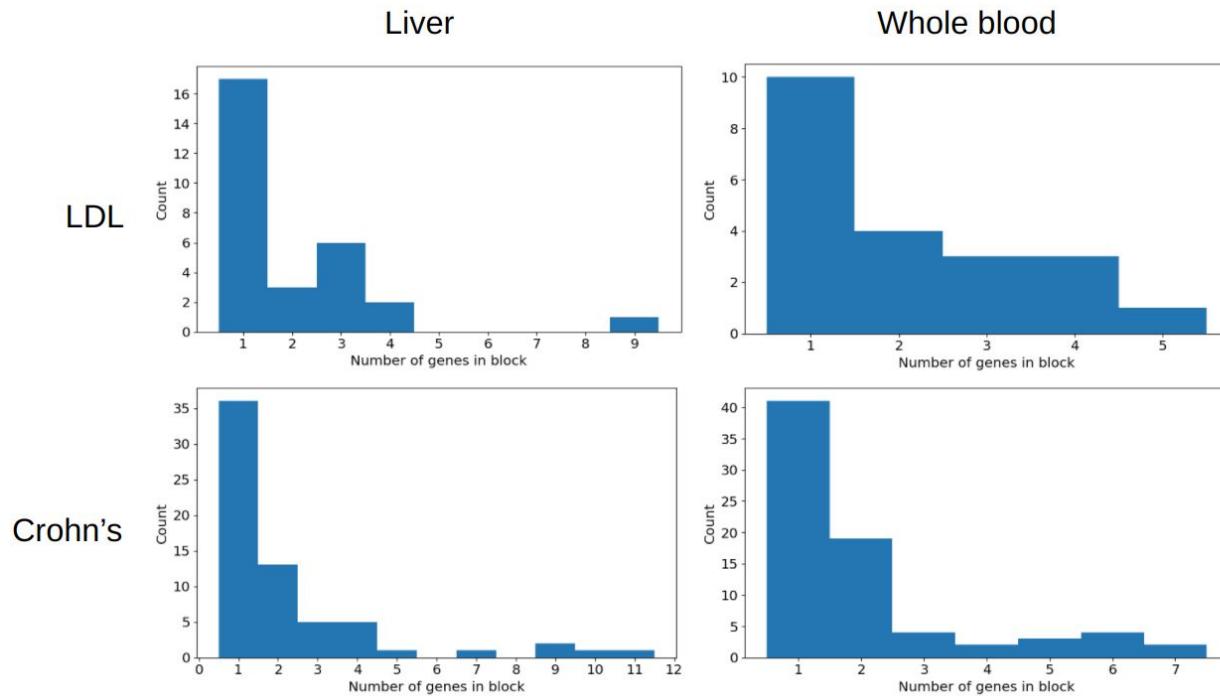 Liver
Whole blood
LDL
Count
16
14
12
10
8
6
4
2
0
1 2 3 4 5 6 7 8 9
Number of genes in block
Count
10
8
6
4
2
0
1 2 3 4 5
Number of genes in block
Crohn’s
Count
35
30
25
20
15
10
5
0
0 1 2 3 4 5 6 7 8 9 10 11 12
Number of genes in block
Count
40
35
30
25
20
15
10
5
0
1 2 3 4 5 6 7
Number of genes in block